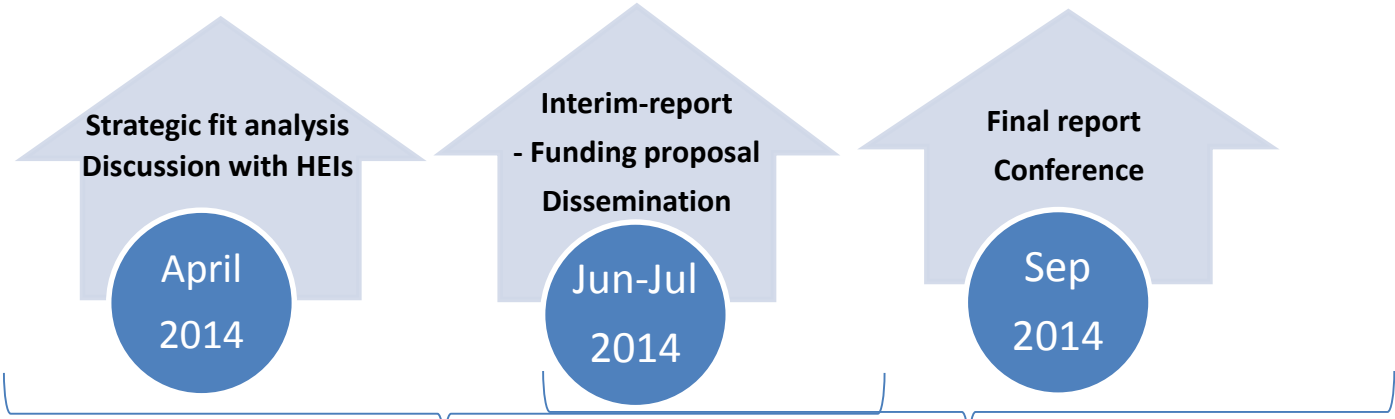 Strategic fit analysis
Discussion with HEIs
April
2014
Interim-report
- Funding proposal
Dissemination
Jun-Jul
2014
Final report
Conference
Sep
2014